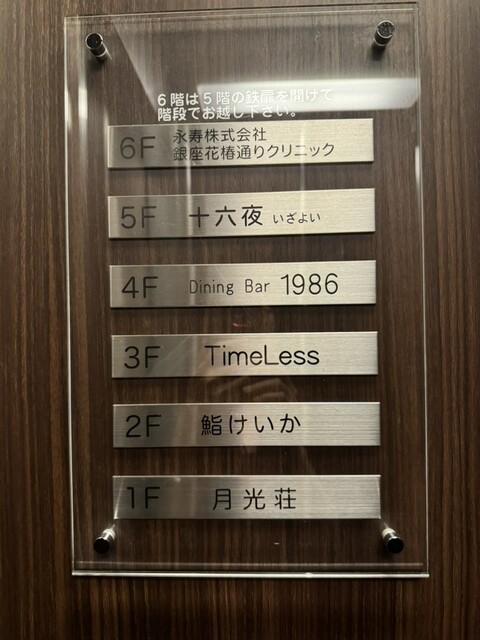 6階は5階の鉄扉を開けて
階段でお越し下さい。
6F 永寿株式会社
銀座花椿通りクリニック
5F 十六夜 いざよい
4F Dining Bar 1986
3F TimeLess
2F 鮨けいか
1F 月光荘